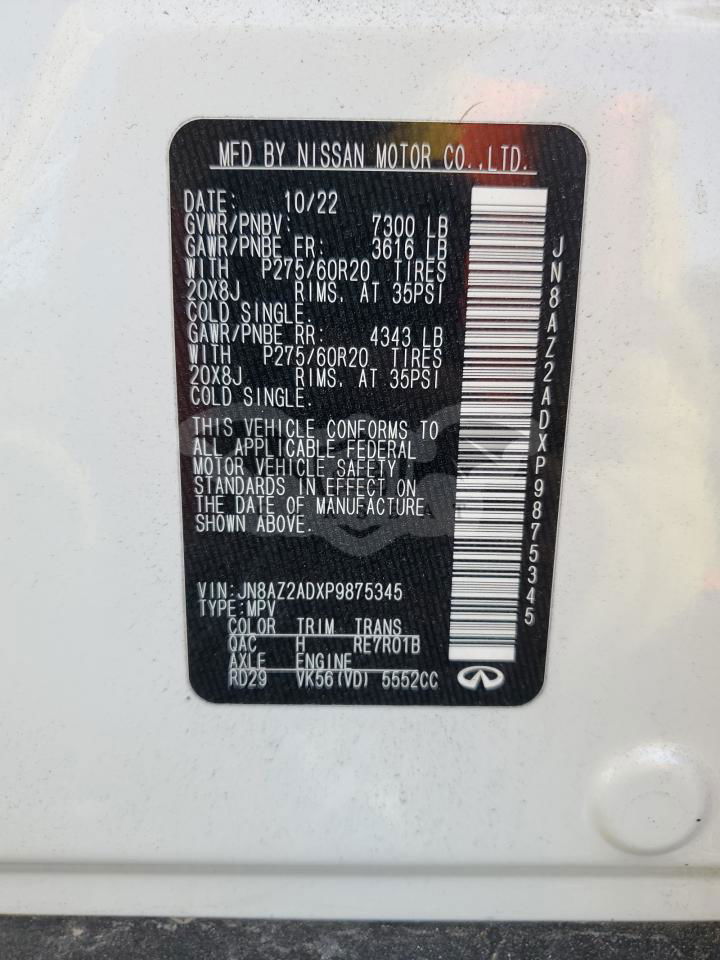 MFD BY NISSAN MOTOR CO.,LTD.
DATE: 10/22
GVWR/PNBV: 7300 LB
GAWR/PNBE FR: 3616 LB
WITH P275/60R20 TIRES
20X8J RIMS. AT 35PSI
COLD SINGLE.
GAWR/PNBE RR: 4343 LB
WITH P275/60R20 TIRES
20X8J RIMS. AT 35PSI
COLD SINGLE.
THIS VEHICLE CONFORMS TO
ALL APPLICABLE FEDERAL
MOTOR VEHICLE SAFETY
STANDARDS IN EFFECT ON
THE DATE OF MANUFACTURE
SHOWN ABOVE.
VIN:JN8AZ2ADXP9875345
TYPE:MPV
COLOR TRIM TRANS
QAC H RE7R01B
AXLE ENGINE
RD29 VK56(VD) 5552CC
JN8AZ2ADXP9875345